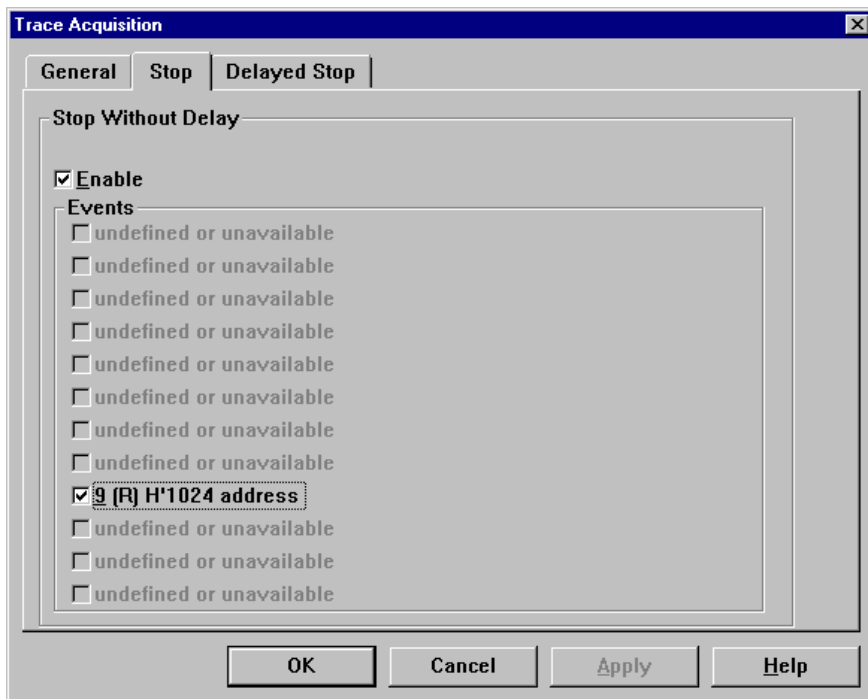 Trace Acquisition
General Stop Delayed Stop
Stop Without Delay
Enable
Events
undefined or unavailable
undefined or unavailable
undefined or unavailable
undefined or unavailable
undefined or unavailable
undefined or unavailable
undefined or unavailable
undefined or unavailable
9 (R) H'1024 address
undefined or unavailable
undefined or unavailable
undefined or unavailable
OK Cancel Apply Help